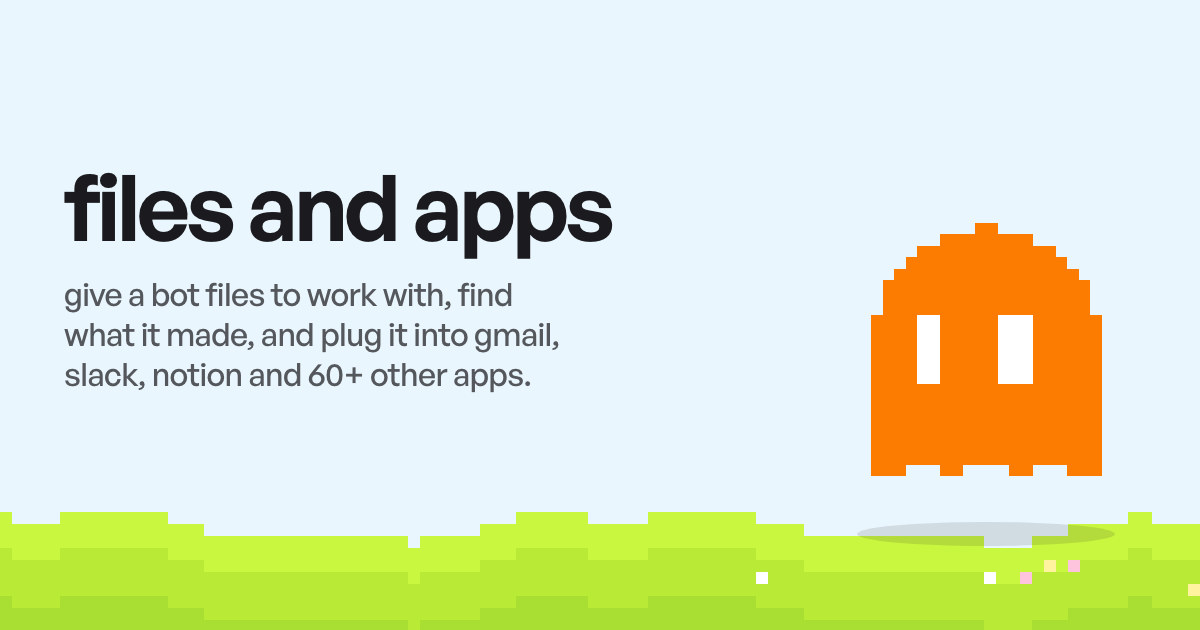 files and apps
give a bot files to work with, find
what it made, and plug it into gmail,
slack, notion and 60+ other apps.